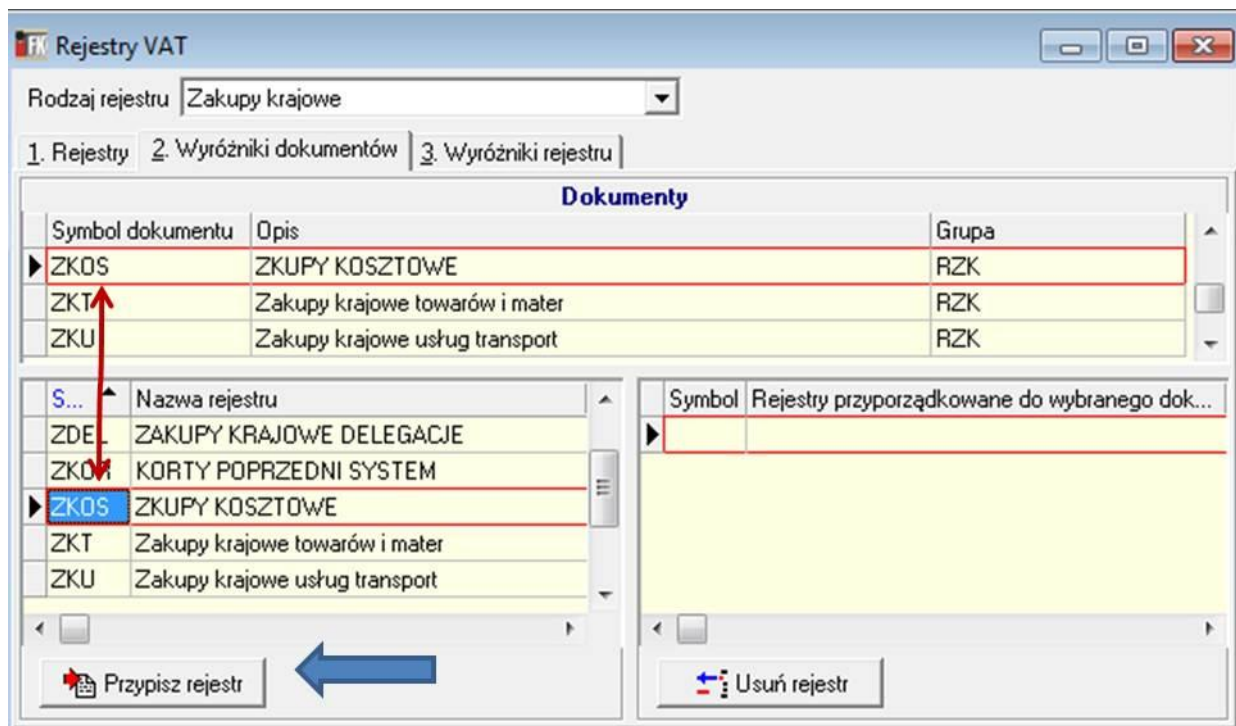 Rejestry VAT
Rodzaj rejestru Zakupy krajowe
1. Rejestry 2. Wyróżniki dokumentów 3. Wyróżniki rejestru
Dokumenty
Symbol dokumentu Opis Grupa
ZKOS ZKUPY KOSZTOWE RZK
ZKT Zakupy krajowe towarów i mater RZK
ZKU Zakupy krajowe usług transport RZK
S... Nazwa rejestru
ZDEL ZAKUPY KRAJOWE DELEGACJE
KORTY POPRZEDNI SYSTEM
ZKOS ZKUPY KOSZTOWE
ZKT Zakupy krajowe towarów i mater
ZKU Zakupy krajowe usług transport
Przypisz rejestr
Symbol Rejestry przyporządkowane do wybranego dok...
Usuń rejestr